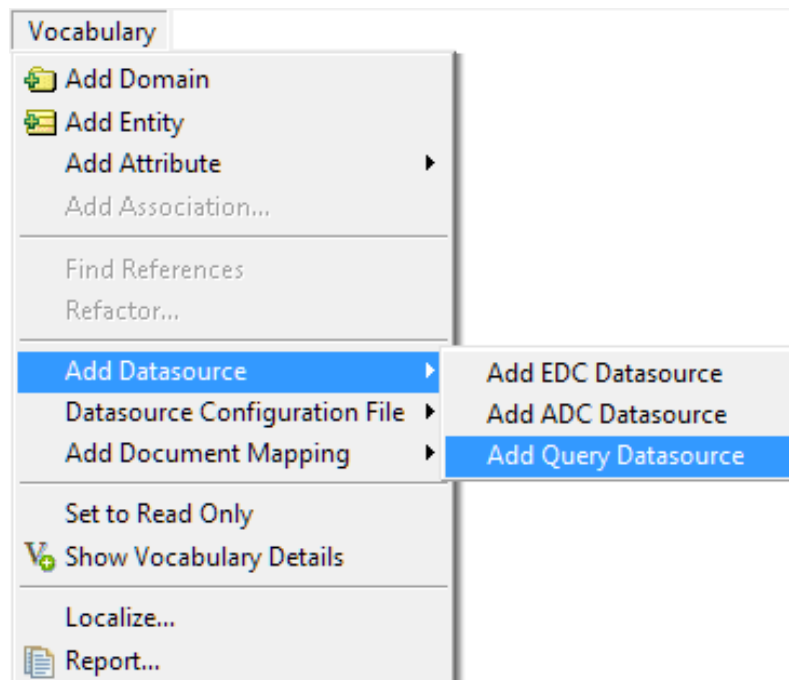 Vocabulary
Add Domain
Add Entity
Add Attribute
Add Association...
Find References
Refactor...
Add Datasource
Add EDC Datasource
Datasource Configuration File
Add ADC Datasource
Add Document Mapping
Add Query Datasource
Set to Read Only
Show Vocabulary Details
Localize...
Report...